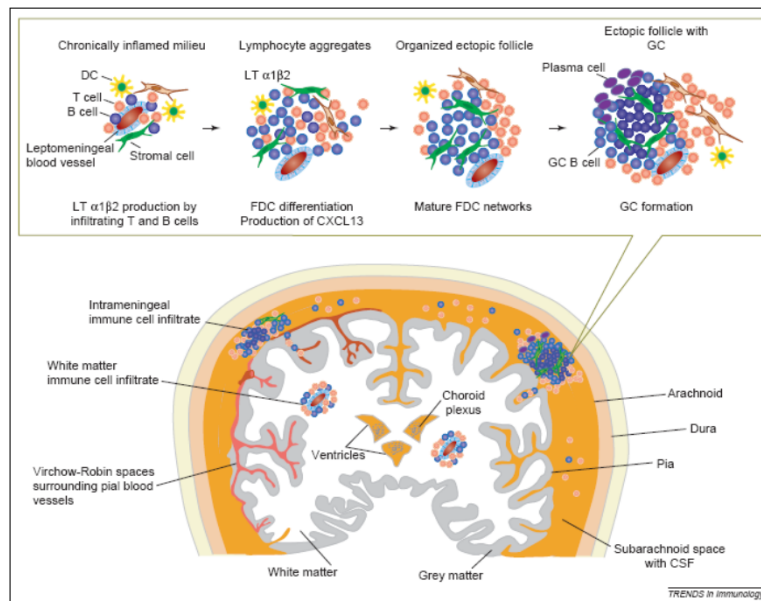 Chronically inflamed milieu
Lymphocyte aggregates
Organized ectopic follicle
Ectopic follicle with
GC
DC
T cell
B cell
Leptomeningeal
blood vessel
Stromal cell
LT α1β2
Plasma cell
GC B cell
LT α1β2 production by
infiltrating T and B cells
FDC differentiation
Production of CXCL13
Mature FDC networks
GC formation
Intrameningeal
immune cell infiltrate
White matter
immune cell infiltrate
Virchow-Robin spaces
surrounding pial blood
vessels
Choroid
plexus
Ventricles
White matter
Grey matter
Arachnoid
Dura
Pia
Subarachnoid space
with CSF
TRENDS in Immunology